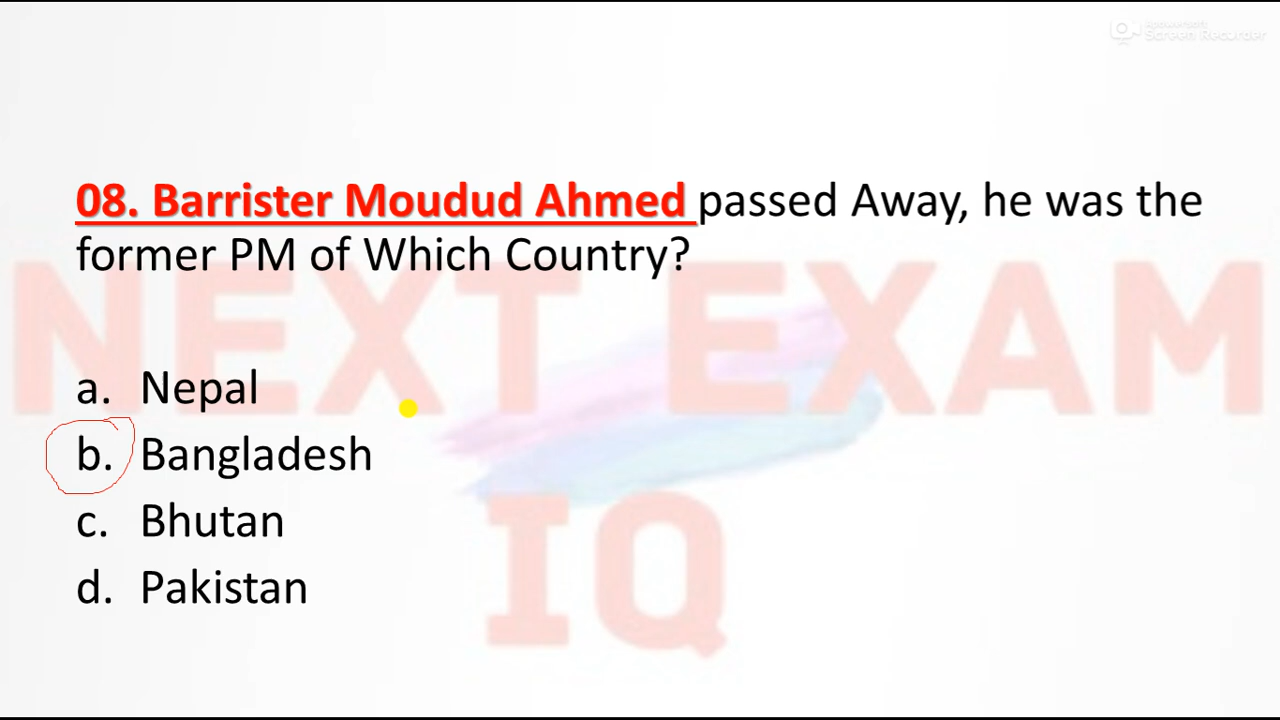 Apowersoft
Screen Recorder
08. Barrister Moudud Ahmed passed Away, he was the
former PM of Which Country?
NEXT EXAM
a. Nepal
b. Bangladesh
c. Bhutan
IQ
d. Pakistan